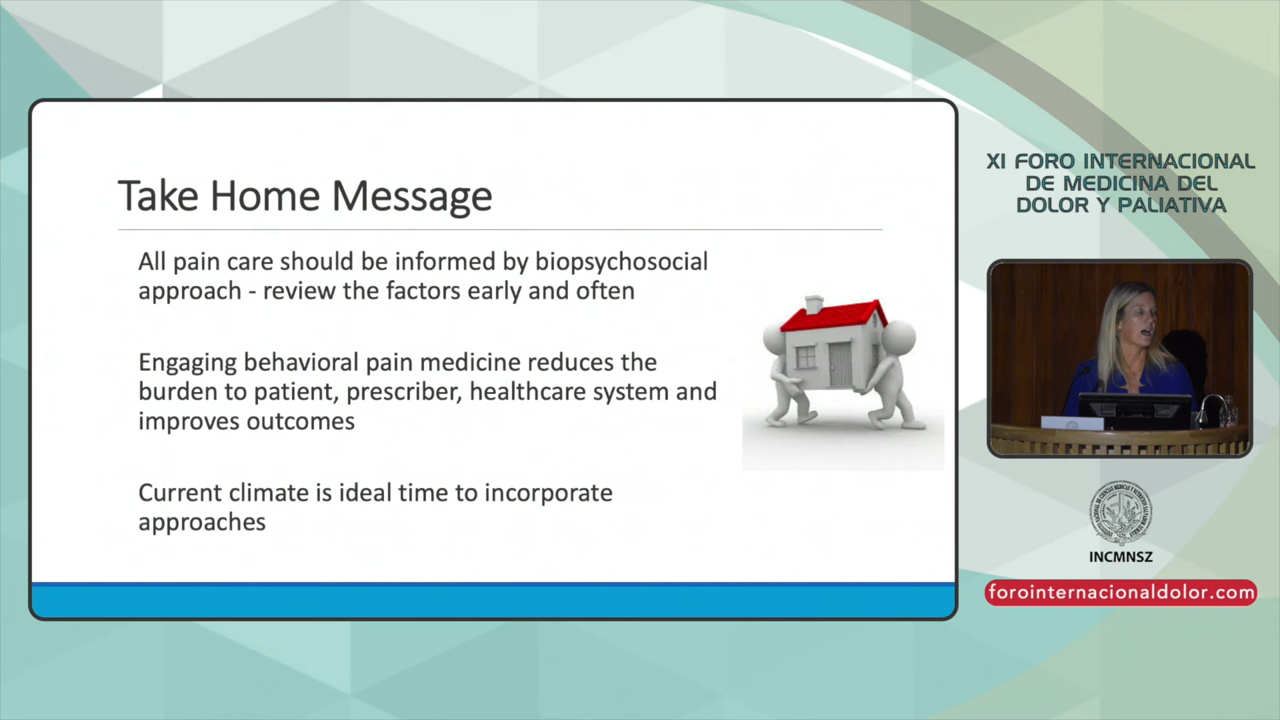 Take Home Message
All pain care should be informed by biopsychosocial
approach - review the factors early and often
Engaging behavioral pain medicine reduces the
burden to patient, prescriber, healthcare system and
improves outcomes
Current climate is ideal time to incorporate
approaches
XI FORO INTERNACIONAL
DE MEDICINA DEL
DOLOR Y PALIATIVA
INCMNSZ
forointernacionaldolor.com